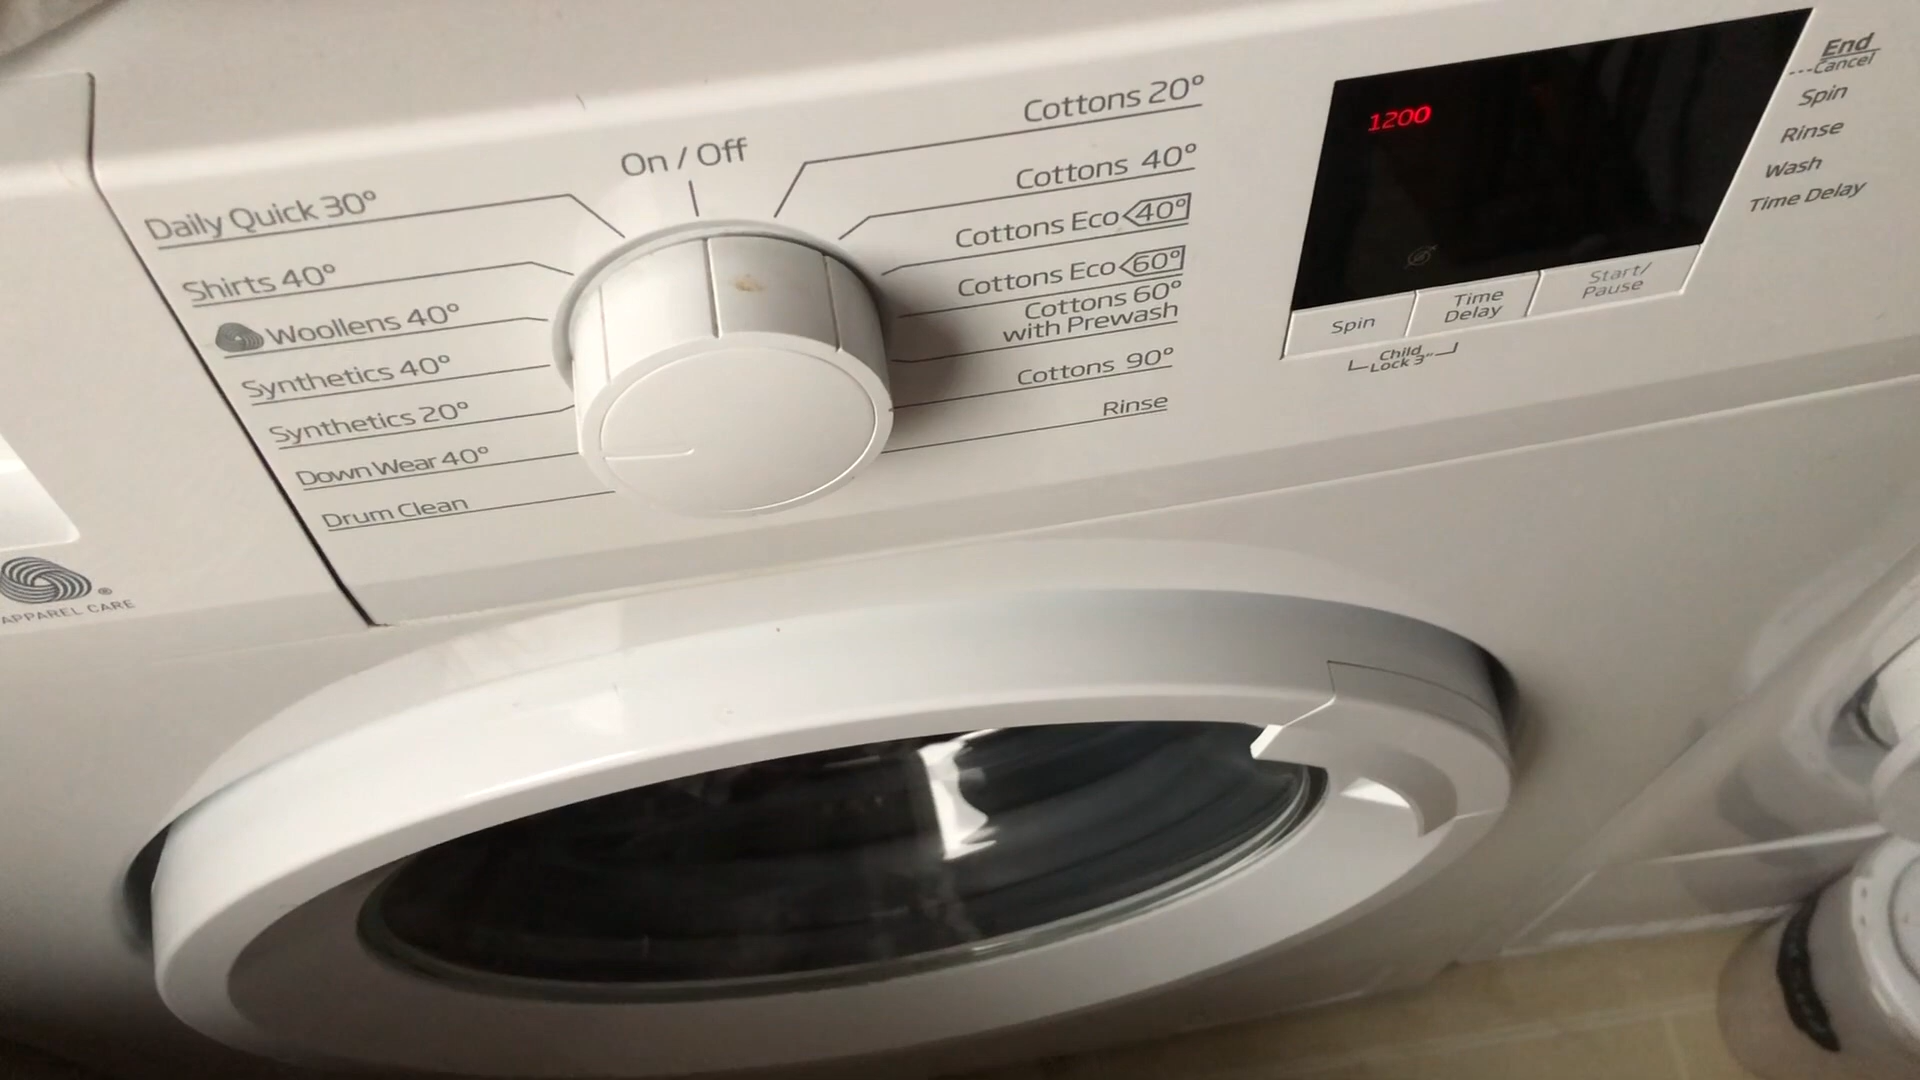 On / Off
Daily Quick 30°
Shirts 40°
Woollens 40°
Synthetics 40°
Synthetics 20°
Down Wear 40°
Drum Clean
Cottons 20°
Cottons 40°
Cottons Eco 40°
Cottons Eco 60°
Cottons 60°
with Prewash
Cottons 90°
Rinse
1200
Spin
Time
Delay
Start/
Pause
Child
Lock 3"
End
---Cancel
Spin
Rinse
Wash
Time Delay
®
APPAREL CARE